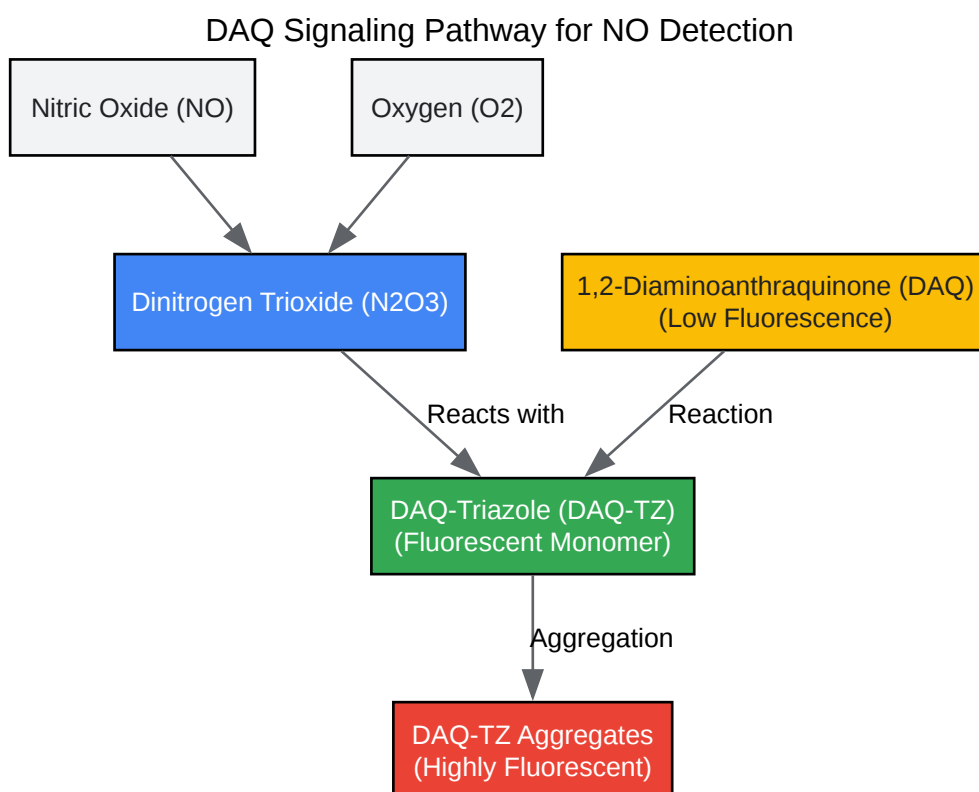 DAQ Signaling Pathway for NO Detection
Nitric Oxide (NO)
Oxygen (O2)
Dinitrogen Trioxide (N2O3)
1,2-Diaminoanthraquinone (DAQ)
(Low Fluorescence)
Reacts with
Reaction
DAQ-Triazole (DAQ-TZ)
(Fluorescent Monomer)
Aggregation
DAQ-TZ Aggregates
(Highly Fluorescent)